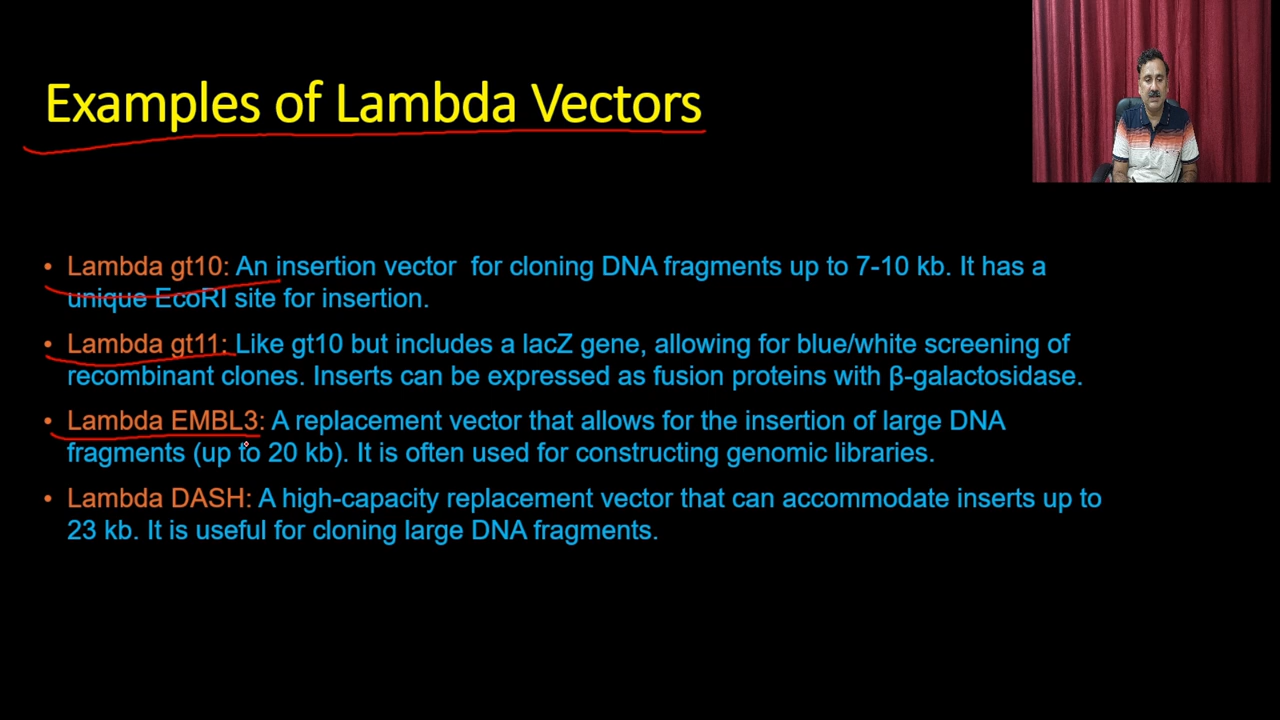 Examples of Lambda Vectors
• Lambda gt10: An insertion vector for cloning DNA fragments up to 7-10 kb. It has a
unique EcoRI site for insertion.
• Lambda gt11: Like gt10 but includes a lacZ gene, allowing for blue/white screening of
recombinant clones. Inserts can be expressed as fusion proteins with β-galactosidase.
• Lambda EMBL3: A replacement vector that allows for the insertion of large DNA
fragments (up to 20 kb). It is often used for constructing genomic libraries.
• Lambda DASH: A high-capacity replacement vector that can accommodate inserts up to
23 kb. It is useful for cloning large DNA fragments.